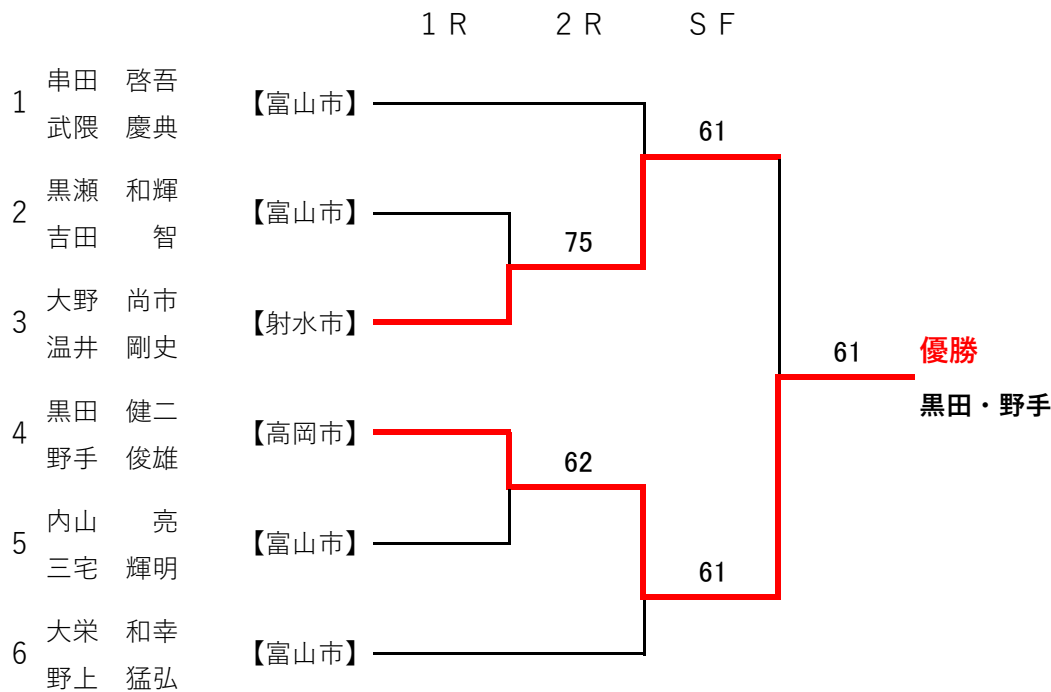 １Ｒ ２Ｒ ＳＦ
1 串田 啓吾 【富山市】
武隈 慶典
61
2 黒瀬 和輝 【富山市】
吉田 智
75
3 大野 尚市 【射水市】
温井 剛史
61 優勝
黒田・野手
4 黒田 健二 【高岡市】
野手 俊雄
62
5 内山 亮 【富山市】
三宅 輝明
61
6 大栄 和幸 【富山市】
野上 猛弘